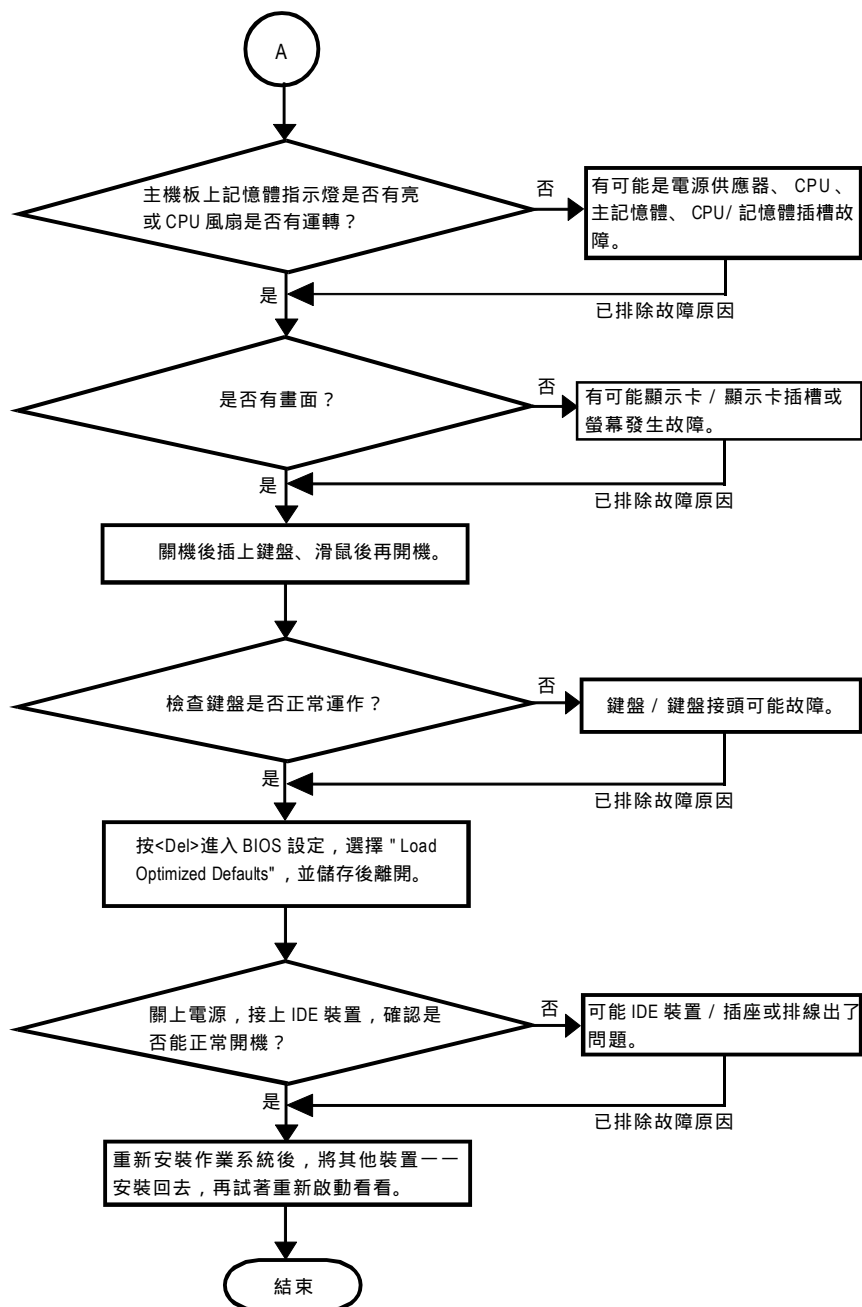 A
主機板上記憶體指示燈是否有亮
或 CPU 風扇是否有運轉？
否
有可能是電源供應器、 CPU 、
主記憶體、 CPU/ 記憶體插槽故
障。
是
已排除故障原因
是否有畫面？
否
有可能顯示卡 / 顯示卡插槽或
螢幕發生故障。
是
已排除故障原因
關機後插上鍵盤、滑鼠後再開機。
檢查鍵盤是否正常運作？
否
鍵盤 / 鍵盤接頭可能故障。
是
已排除故障原因
按<Del>進入 BIOS 設定，選擇 " Load
Optimized Defaults" ，並儲存後離開。
關上電源，接上 IDE 裝置，確認是
否能正常開機？
否
可能 IDE 裝置 / 插座或排線出了
問題。
是
已排除故障原因
重新安裝作業系統後，將其他裝置一一
安裝回去，再試著重新啟動看看。
結束